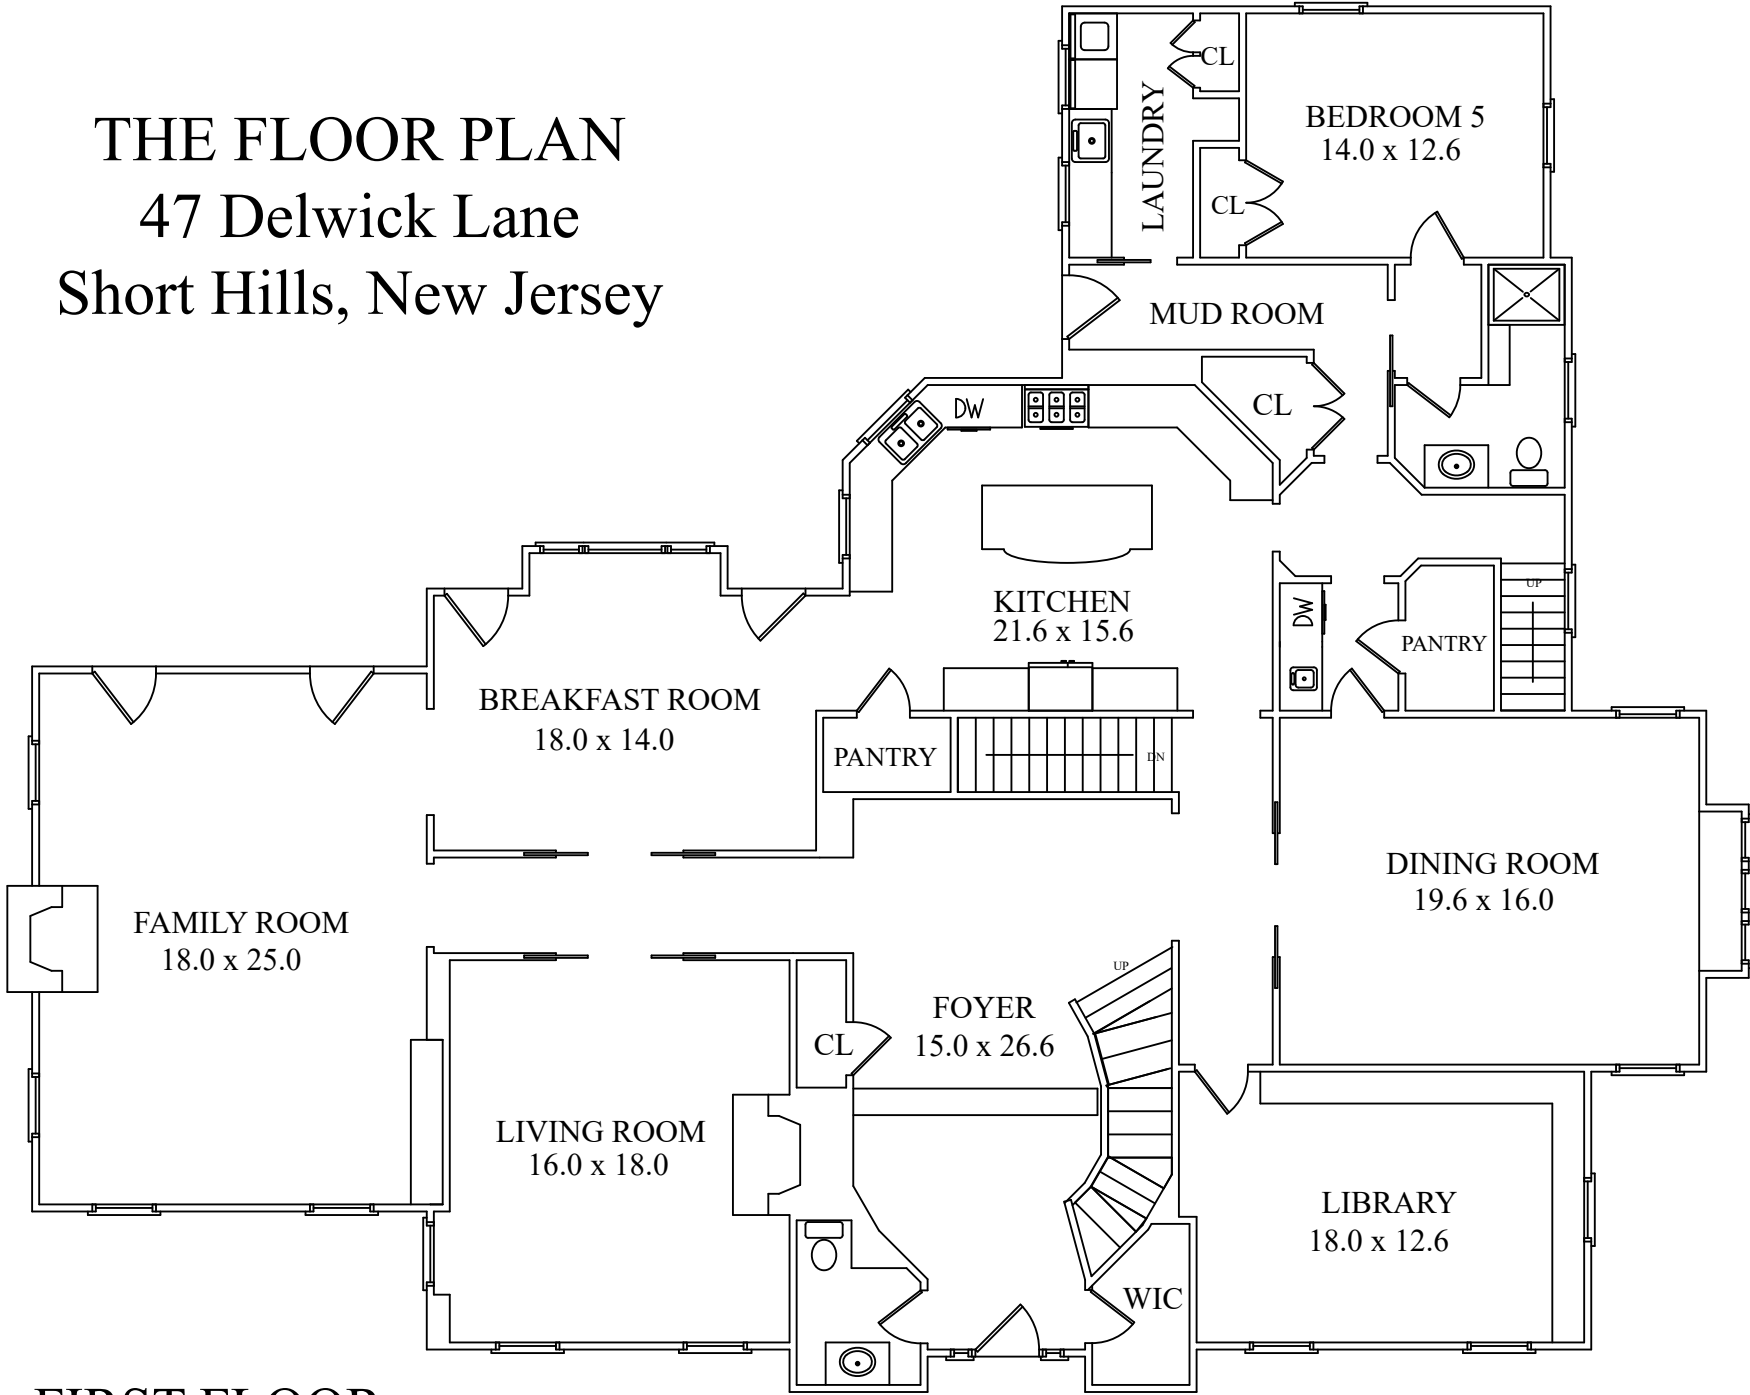 THE FLOOR PLAN
47 Delwick Lane
Short Hills, New Jersey
CL
BEDROOM 5
14.0 x 12.6
LAUNDRY
CL
MUD ROOM
CL
DW
KITCHEN
21.6 x 15.6
UP
DW
PANTRY
BREAKFAST ROOM
18.0 x 14.0
PANTRY
DN
DINING ROOM
19.6 x 16.0
FAMILY ROOM
18.0 x 25.0
UP
FOYER
15.0 x 26.6
CL
LIVING ROOM
16.0 x 18.0
LIBRARY
18.0 x 12.6
WIC
FIRST FLOOR